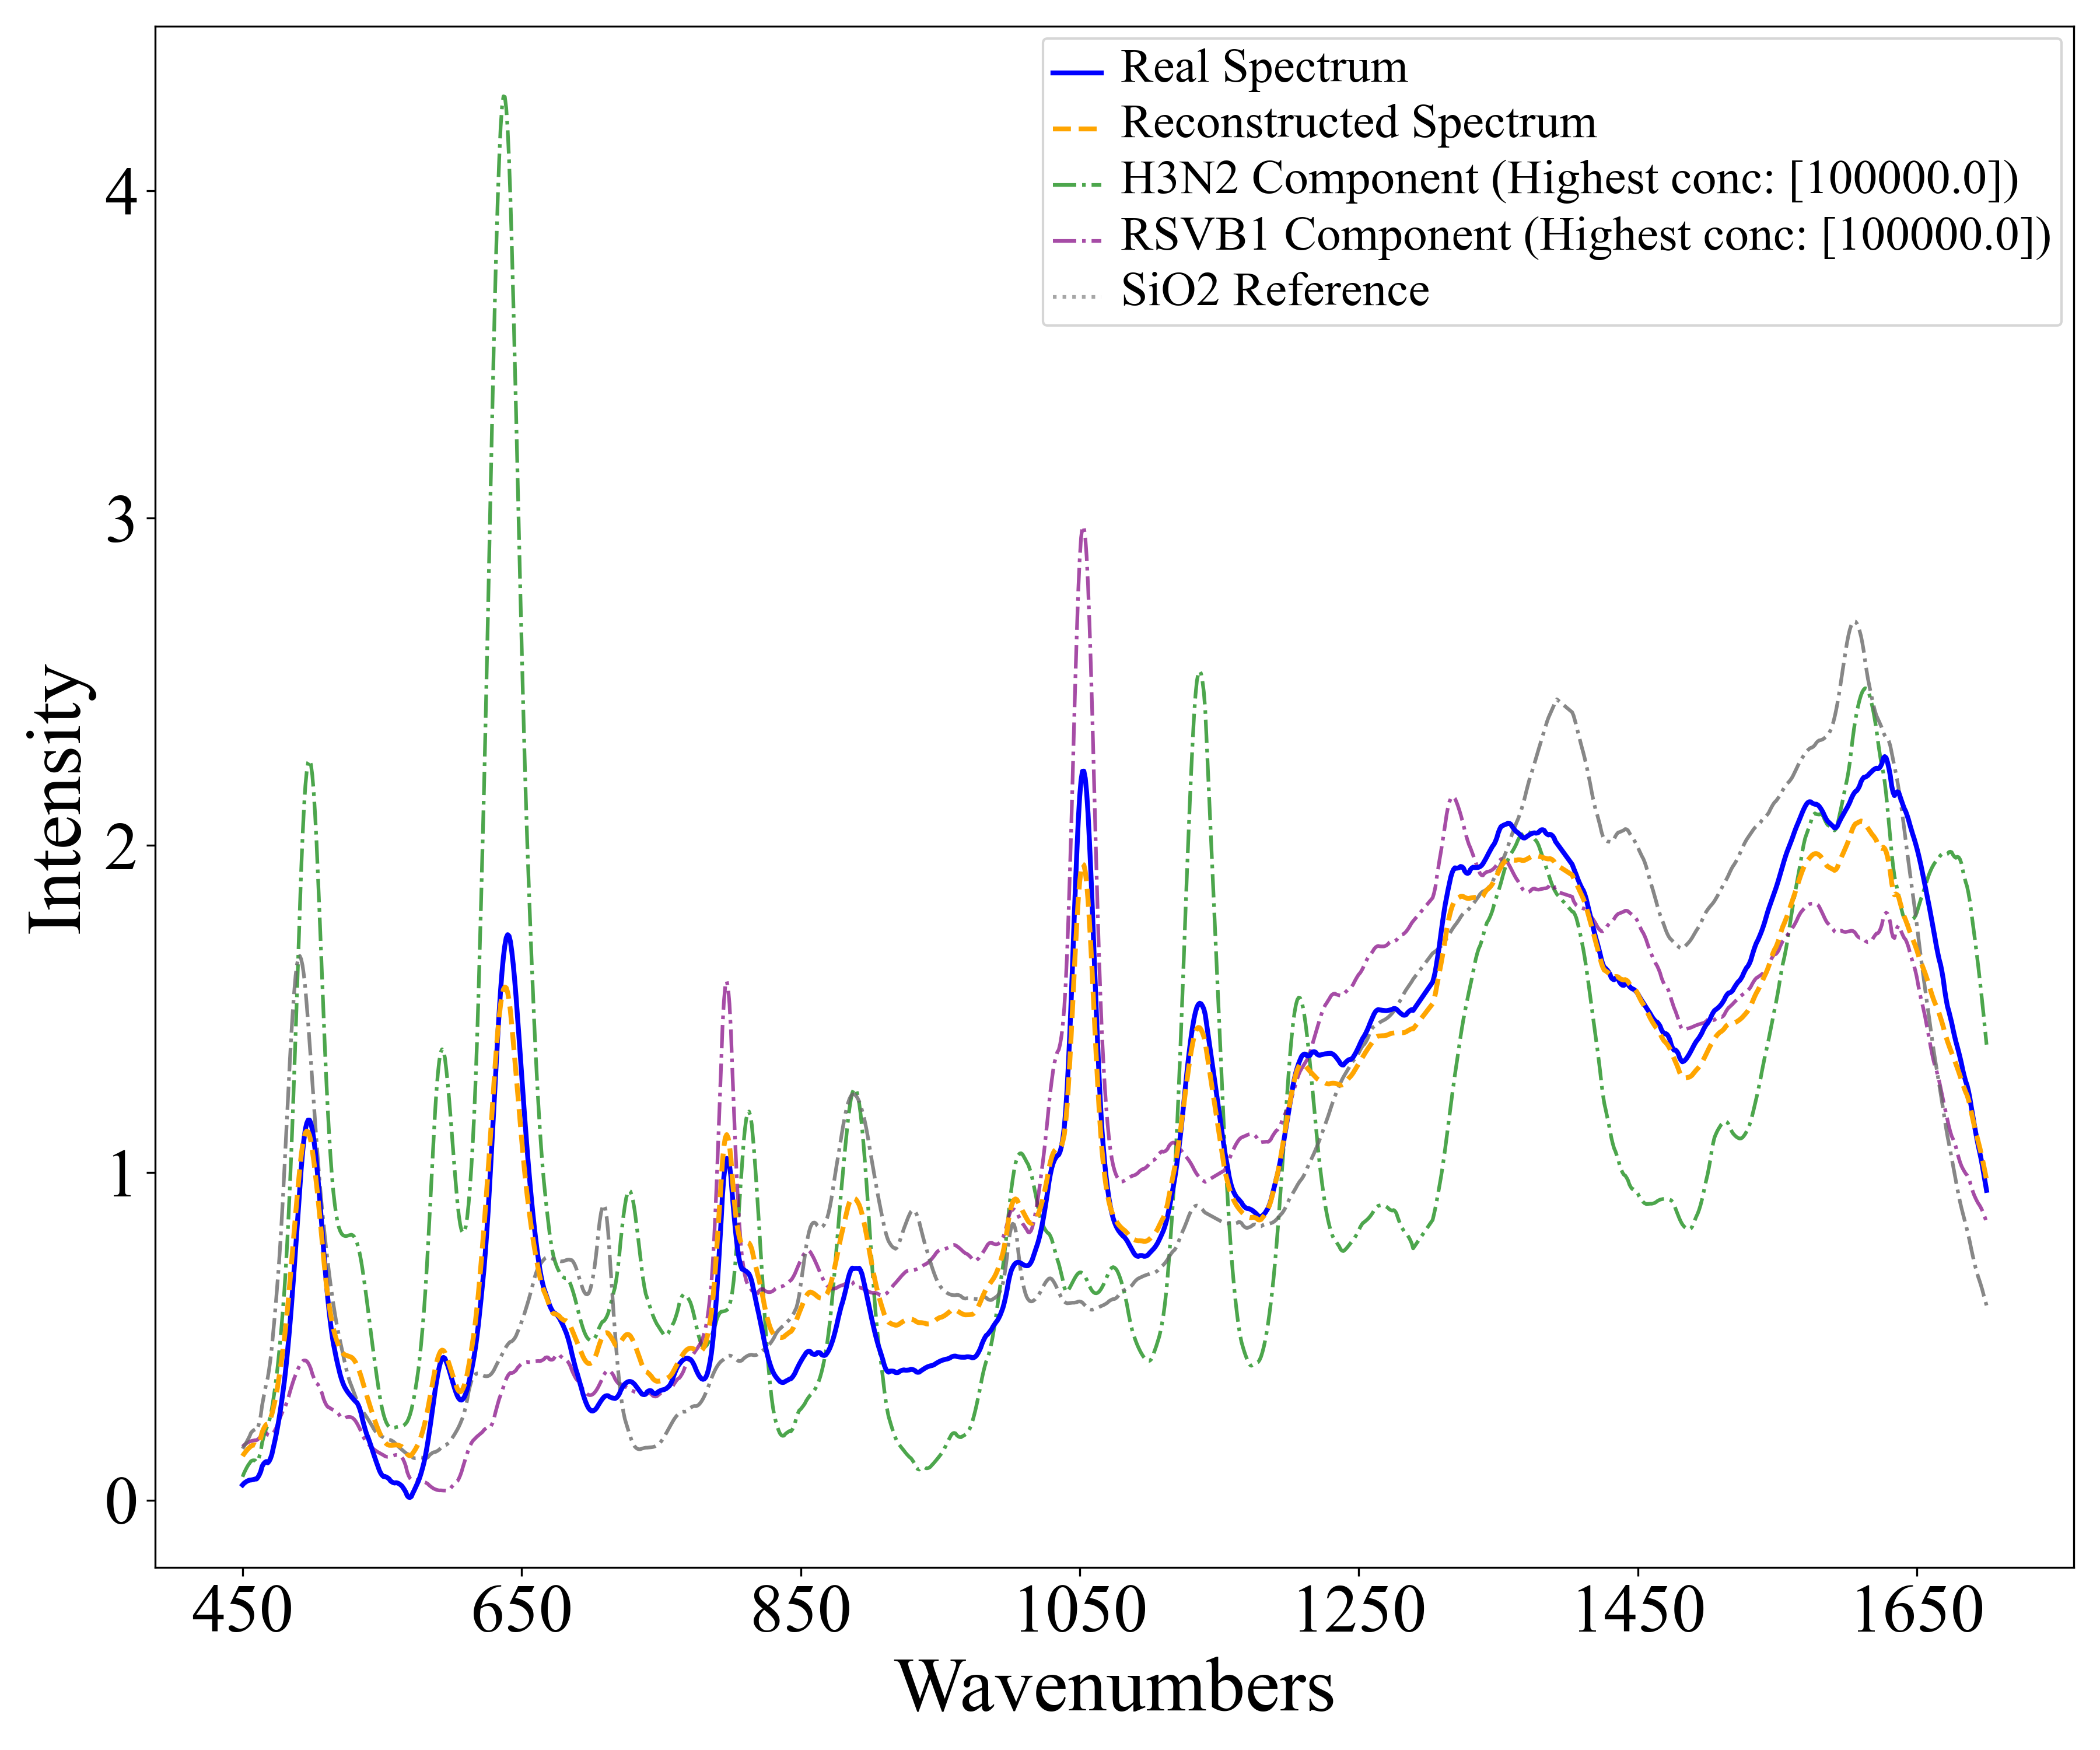 Real Spectrum
Reconstructed Spectrum
H3N2 Component (Highest conc: [100000.0])
RSVB1 Component (Highest conc: [100000.0])
SiO2 Reference
Intensity
4
3
2
1
0
450 650 850 1050 1250 1450 1650
Wavenumbers